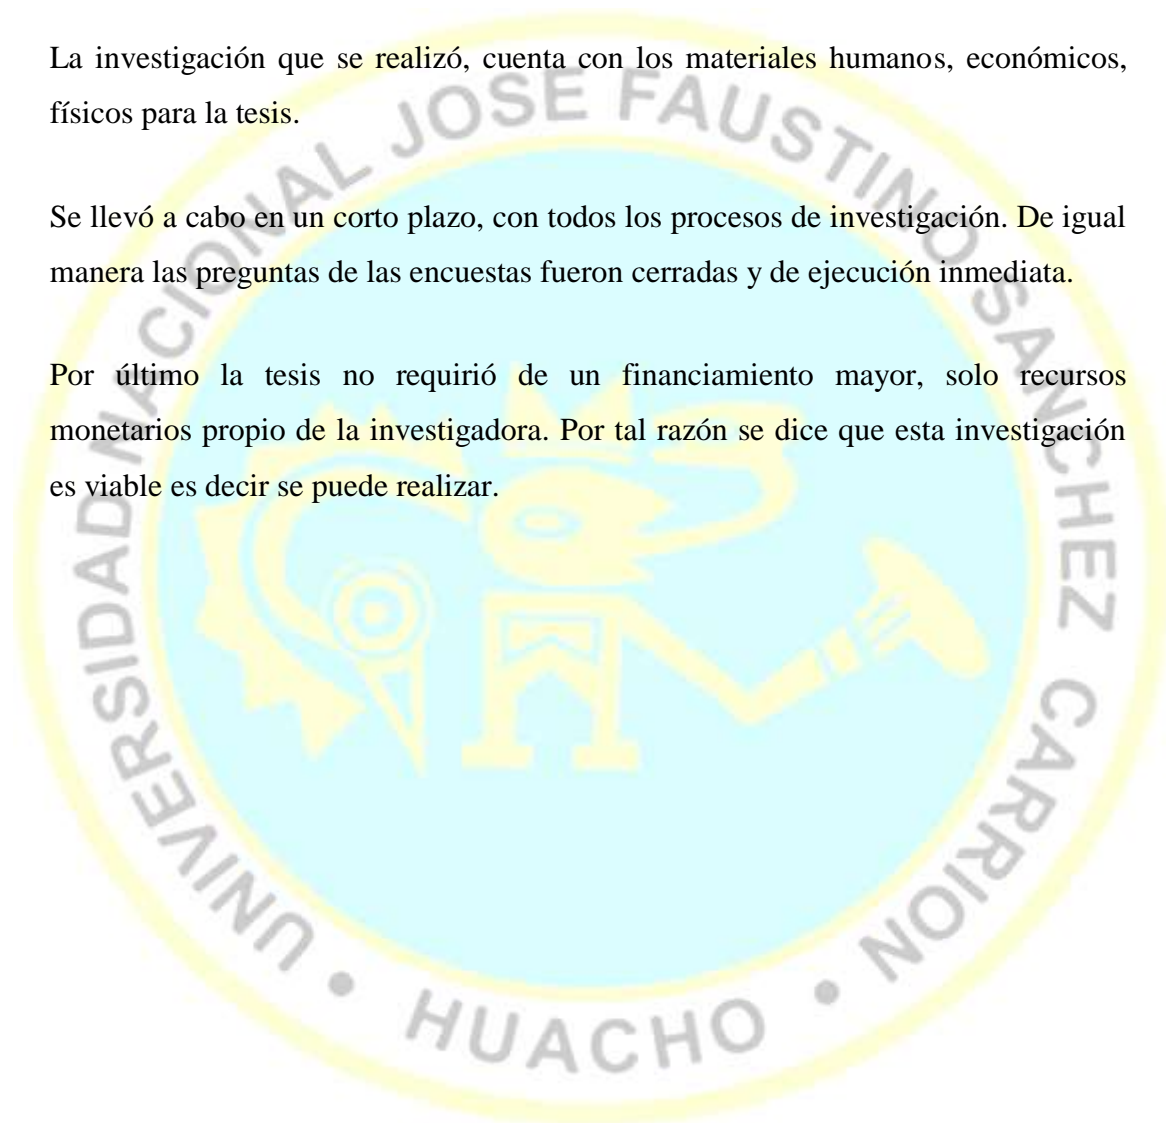 La investigación que se realizó, cuenta con los materiales humanos, económicos,
físicos para la tesis.
Se llevó a cabo en un corto plazo, con todos los procesos de investigación. De igual
manera las preguntas de las encuestas fueron cerradas y de ejecución inmediata.
Por último la tesis no requirió de un financiamiento mayor, solo recursos
monetarios propio de la investigadora. Por tal razón se dice que esta investigación
es viable es decir se puede realizar.
UNIVERSIDAD NACIONAL JOSE FAUSTINO SANCHEZ CARRION
• HUACHO •